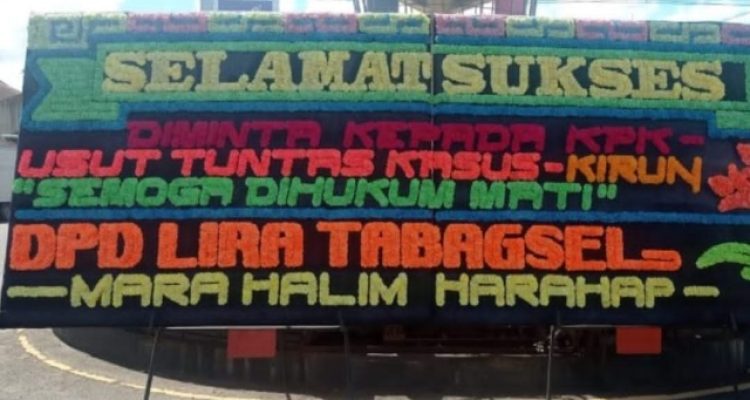 SELAMAT SUKSES
DIMINTA KEPADA KPK-
USUT TUNTAS KASUS-KIRUN
"SEMOGA DIHUKUM MATI"
DPD LIRA TABAGSEL
-MARA HALIM HARAHAP-